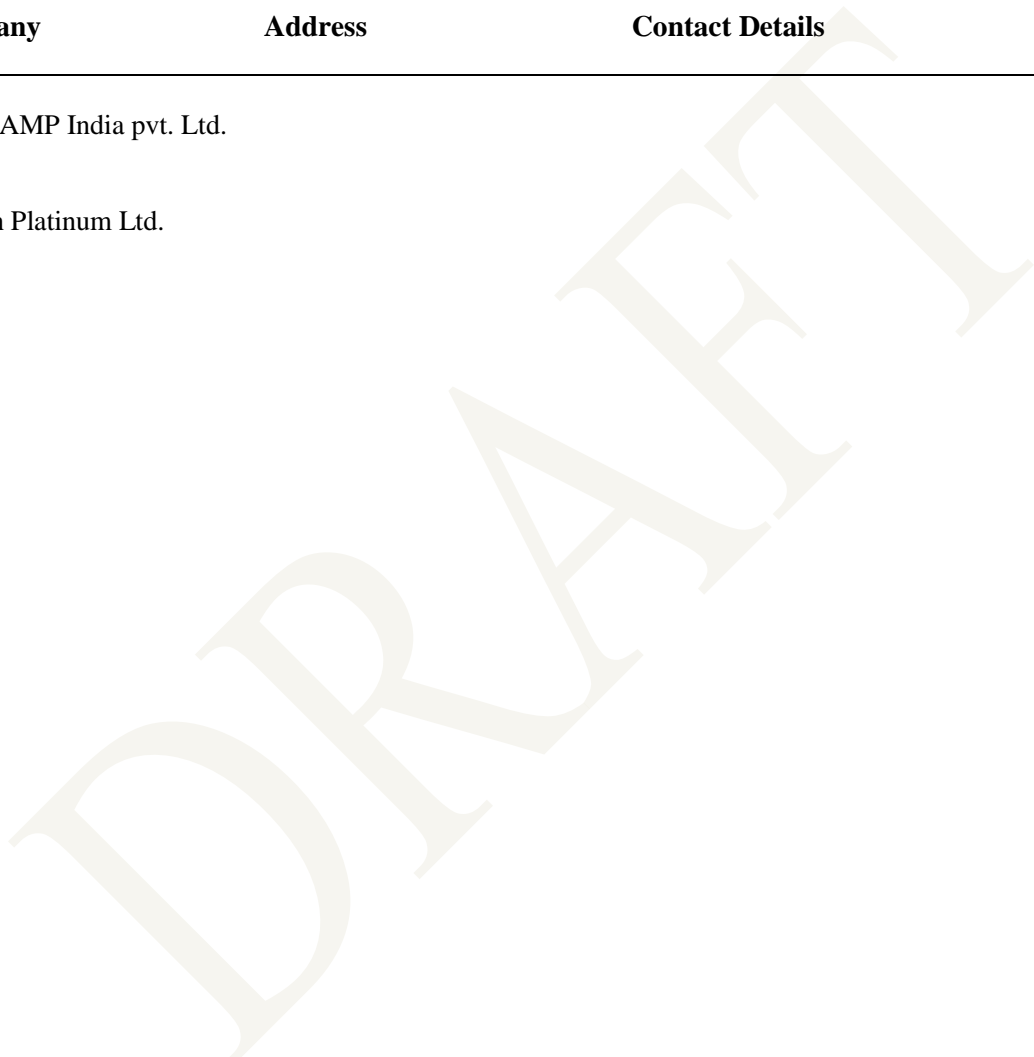 any Address Contact Details
AMP India pvt. Ltd.
n Platinum Ltd.
DRAFT